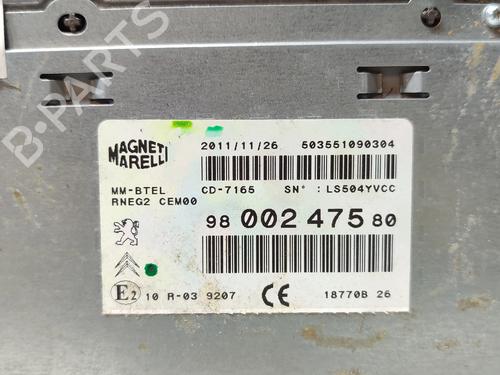 B-PARTS
MAGNETI MARELLI
2011/11/26 503551090304
MM-BTEL CD-7165 SN° :LS504YVCC
RNEG2 CEM00
98 002 475 80
E2 10 R-03 9207 CE 18770B 26